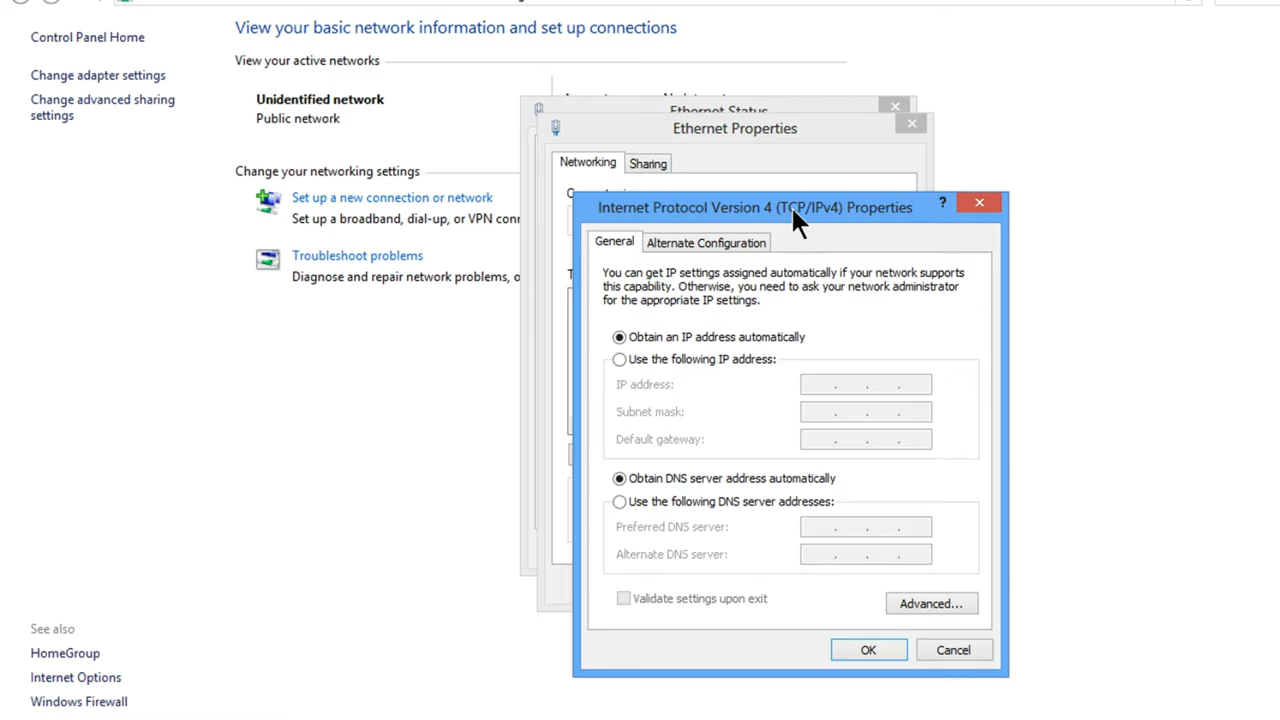 View your basic network information and set up connections
Control Panel Home
View your active networks
Change adapter settings
Unidentified network
Public network
Change advanced sharing
settings
Ethernet Status
Ethernet Properties
Change your networking settings
Networking
Sharing
Set up a new connection or network
Set up a broadband, dial-up, or VPN conn
Troubleshoot problems
Diagnose and repair network problems, o
Internet Protocol Version 4 (TCP/IPv4) Properties
?
General
Alternate Configuration
You can get IP settings assigned automatically if your network supports
this capability. Otherwise, you need to ask your network administrator
for the appropriate IP settings.
Obtain an IP address automatically
Use the following IP address:
IP address:
Subnet mask:
Default gateway:
Obtain DNS server address automatically
Use the following DNS server addresses:
Preferred DNS server:
Alternate DNS server:
Validate settings upon exit
Advanced...
OK
Cancel
See also
HomeGroup
Internet Options
Windows Firewall